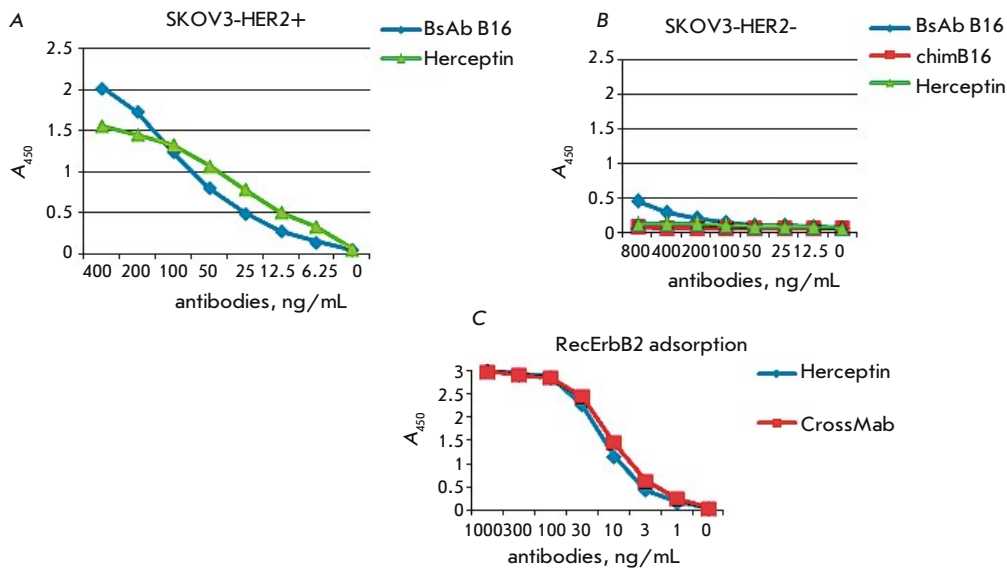 A
SKOV3-HER2+
BsAb B16
Herceptin
2.5
2
1.5
1
0.5
0
A450
400 200 100 50 25 12.5 6.25 0
antibodies, ng/mL
B
SKOV3-HER2-
BsAb B16
chimB16
Herceptin
2.5
2
1.5
1
0.5
0
A450
800 400 200 100 50 25 12.5 0
antibodies, ng/mL
C
RecErbB2 adsorption
Herceptin
CrossMab
3
2.5
2
1.5
1
0.5
0
A450
1000 300 100 30 10 3 1 0
antibodies, ng/mL